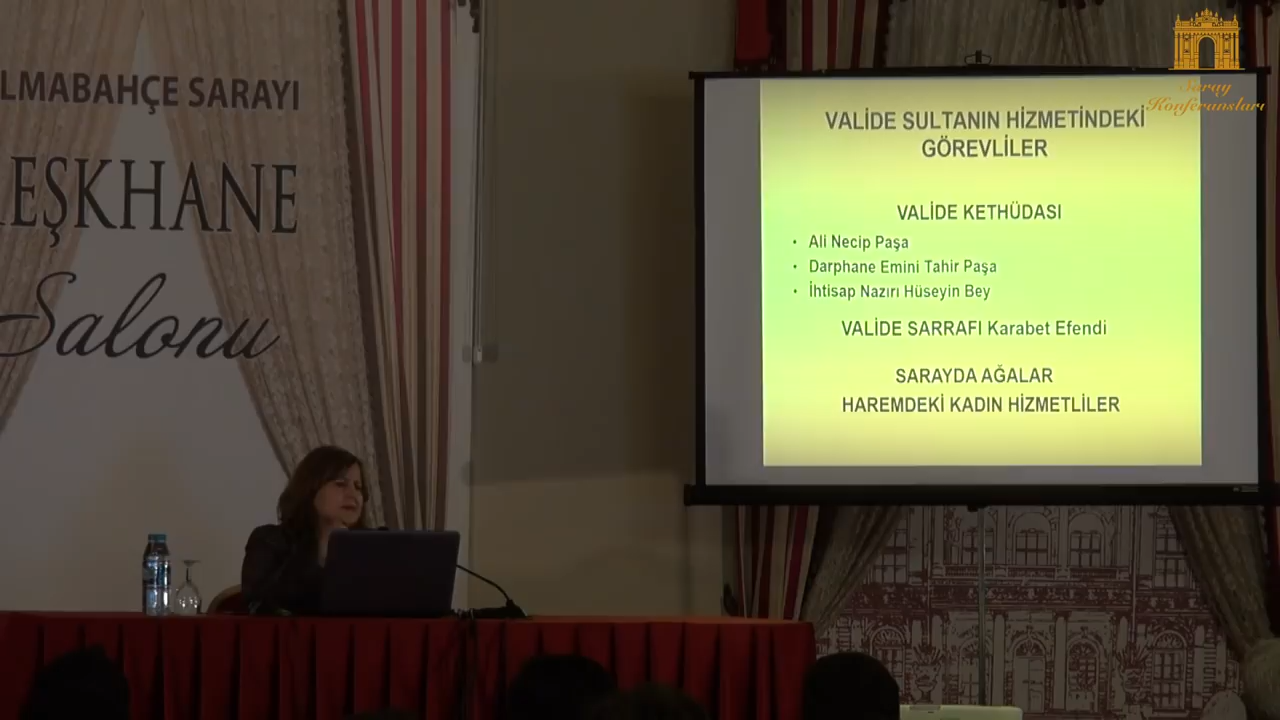 LMABAHÇE SARAYI
EŞKHANE
Salonu
VALİDE SULTANIN HİZMETİNDEKİ
GÖREVLİLER
VALİDE KETHÜDASI
• Ali Necip Paşa
• Darphane Emini Tahir Paşa
• İhtisap Nazırı Hüseyin Bey
VALİDE SARRAFI Karabet Efendi
SARAYDA AĞALAR
HAREMDEKİ KADIN HİZMETLİLER
Saray
Konferansları